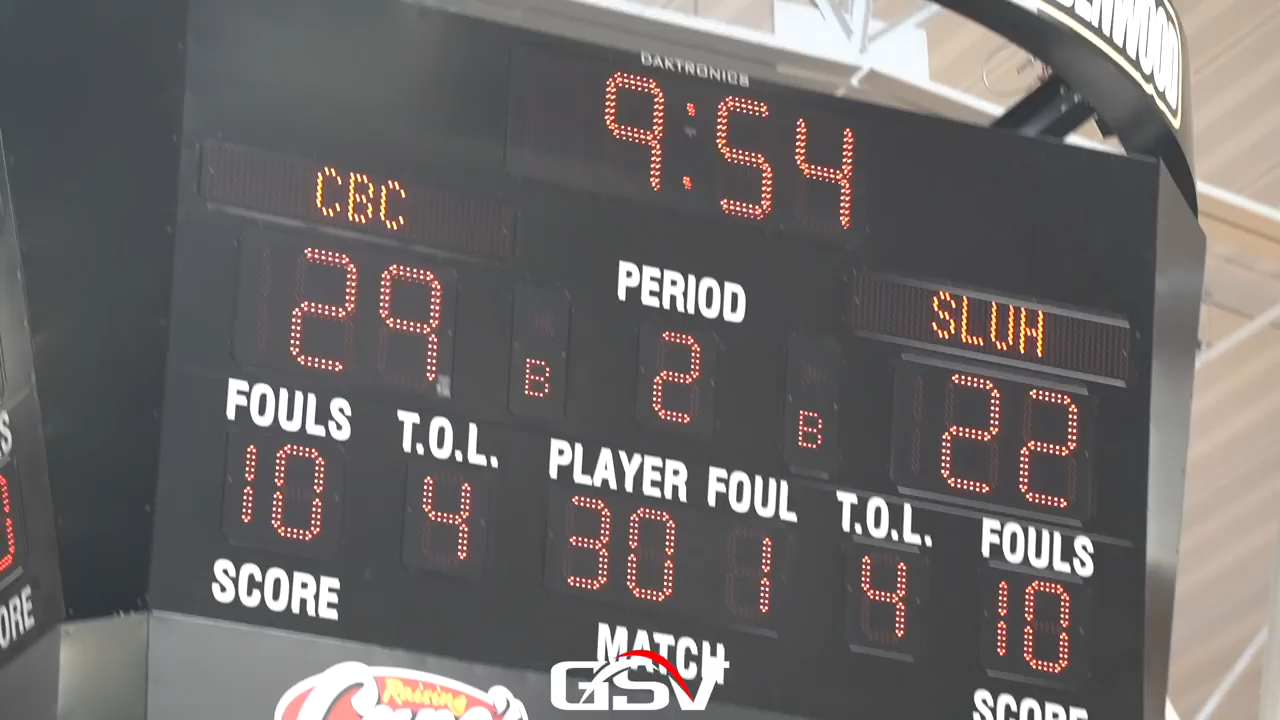 DAKTRONICS
9:54
CBC
PERIOD
SLUH
29
B
2
B
22
FOULS
T.O.L.
PLAYER FOUL
T.O.L.
FOULS
10
4
30 1
4
10
SCORE
MATCH
SCORE
GSV
Raising